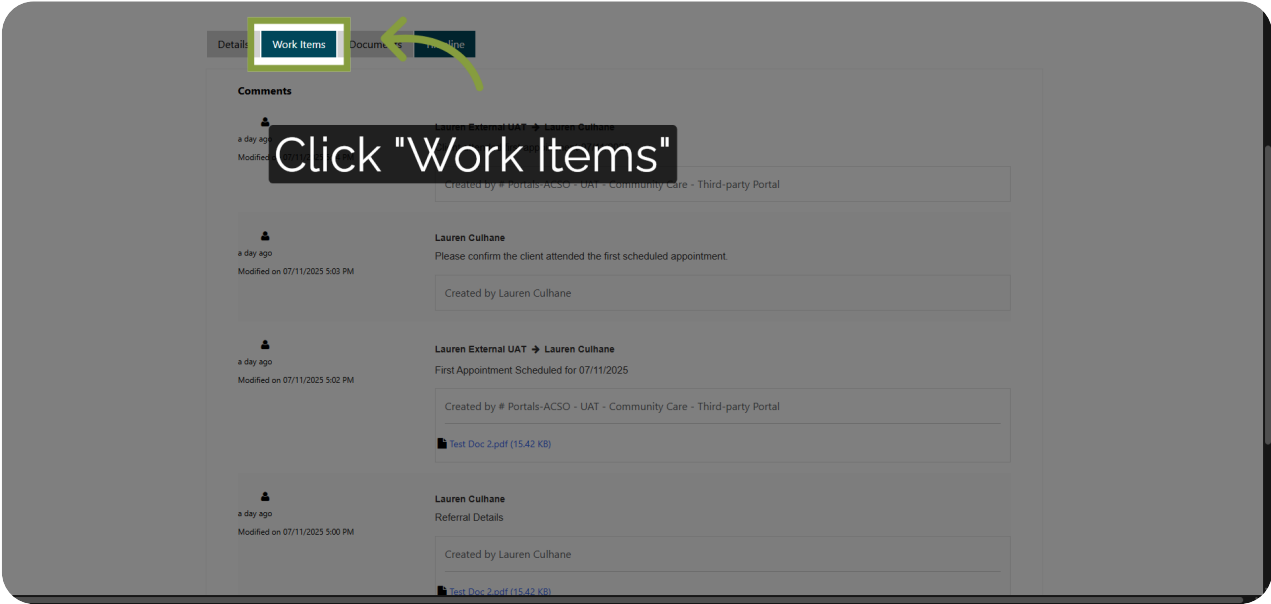 Details Work Items Documents Timeline
Comments
a day ago
Lauren External UAT → Lauren Culhane
Click "Work Items"
Modified
Created by # Portals-ACSO - UAT - Community Care - Third-party Portal
Lauren Culhane
a day ago
Please confirm the client attended the first scheduled appointment.
Modified on 07/11/2025 5:03 PM
Created by Lauren Culhane
Lauren External UAT → Lauren Culhane
a day ago
First Appointment Scheduled for 07/11/2025
Modified on 07/11/2025 5:02 PM
Created by # Portals-ACSO - UAT - Community Care - Third-party Portal
Test Doc 2.pdf (15.42 KB)
Lauren Culhane
a day ago
Referral Details
Modified on 07/11/2025 5:00 PM
Created by Lauren Culhane
Test Doc 2.pdf (15.42 KB)